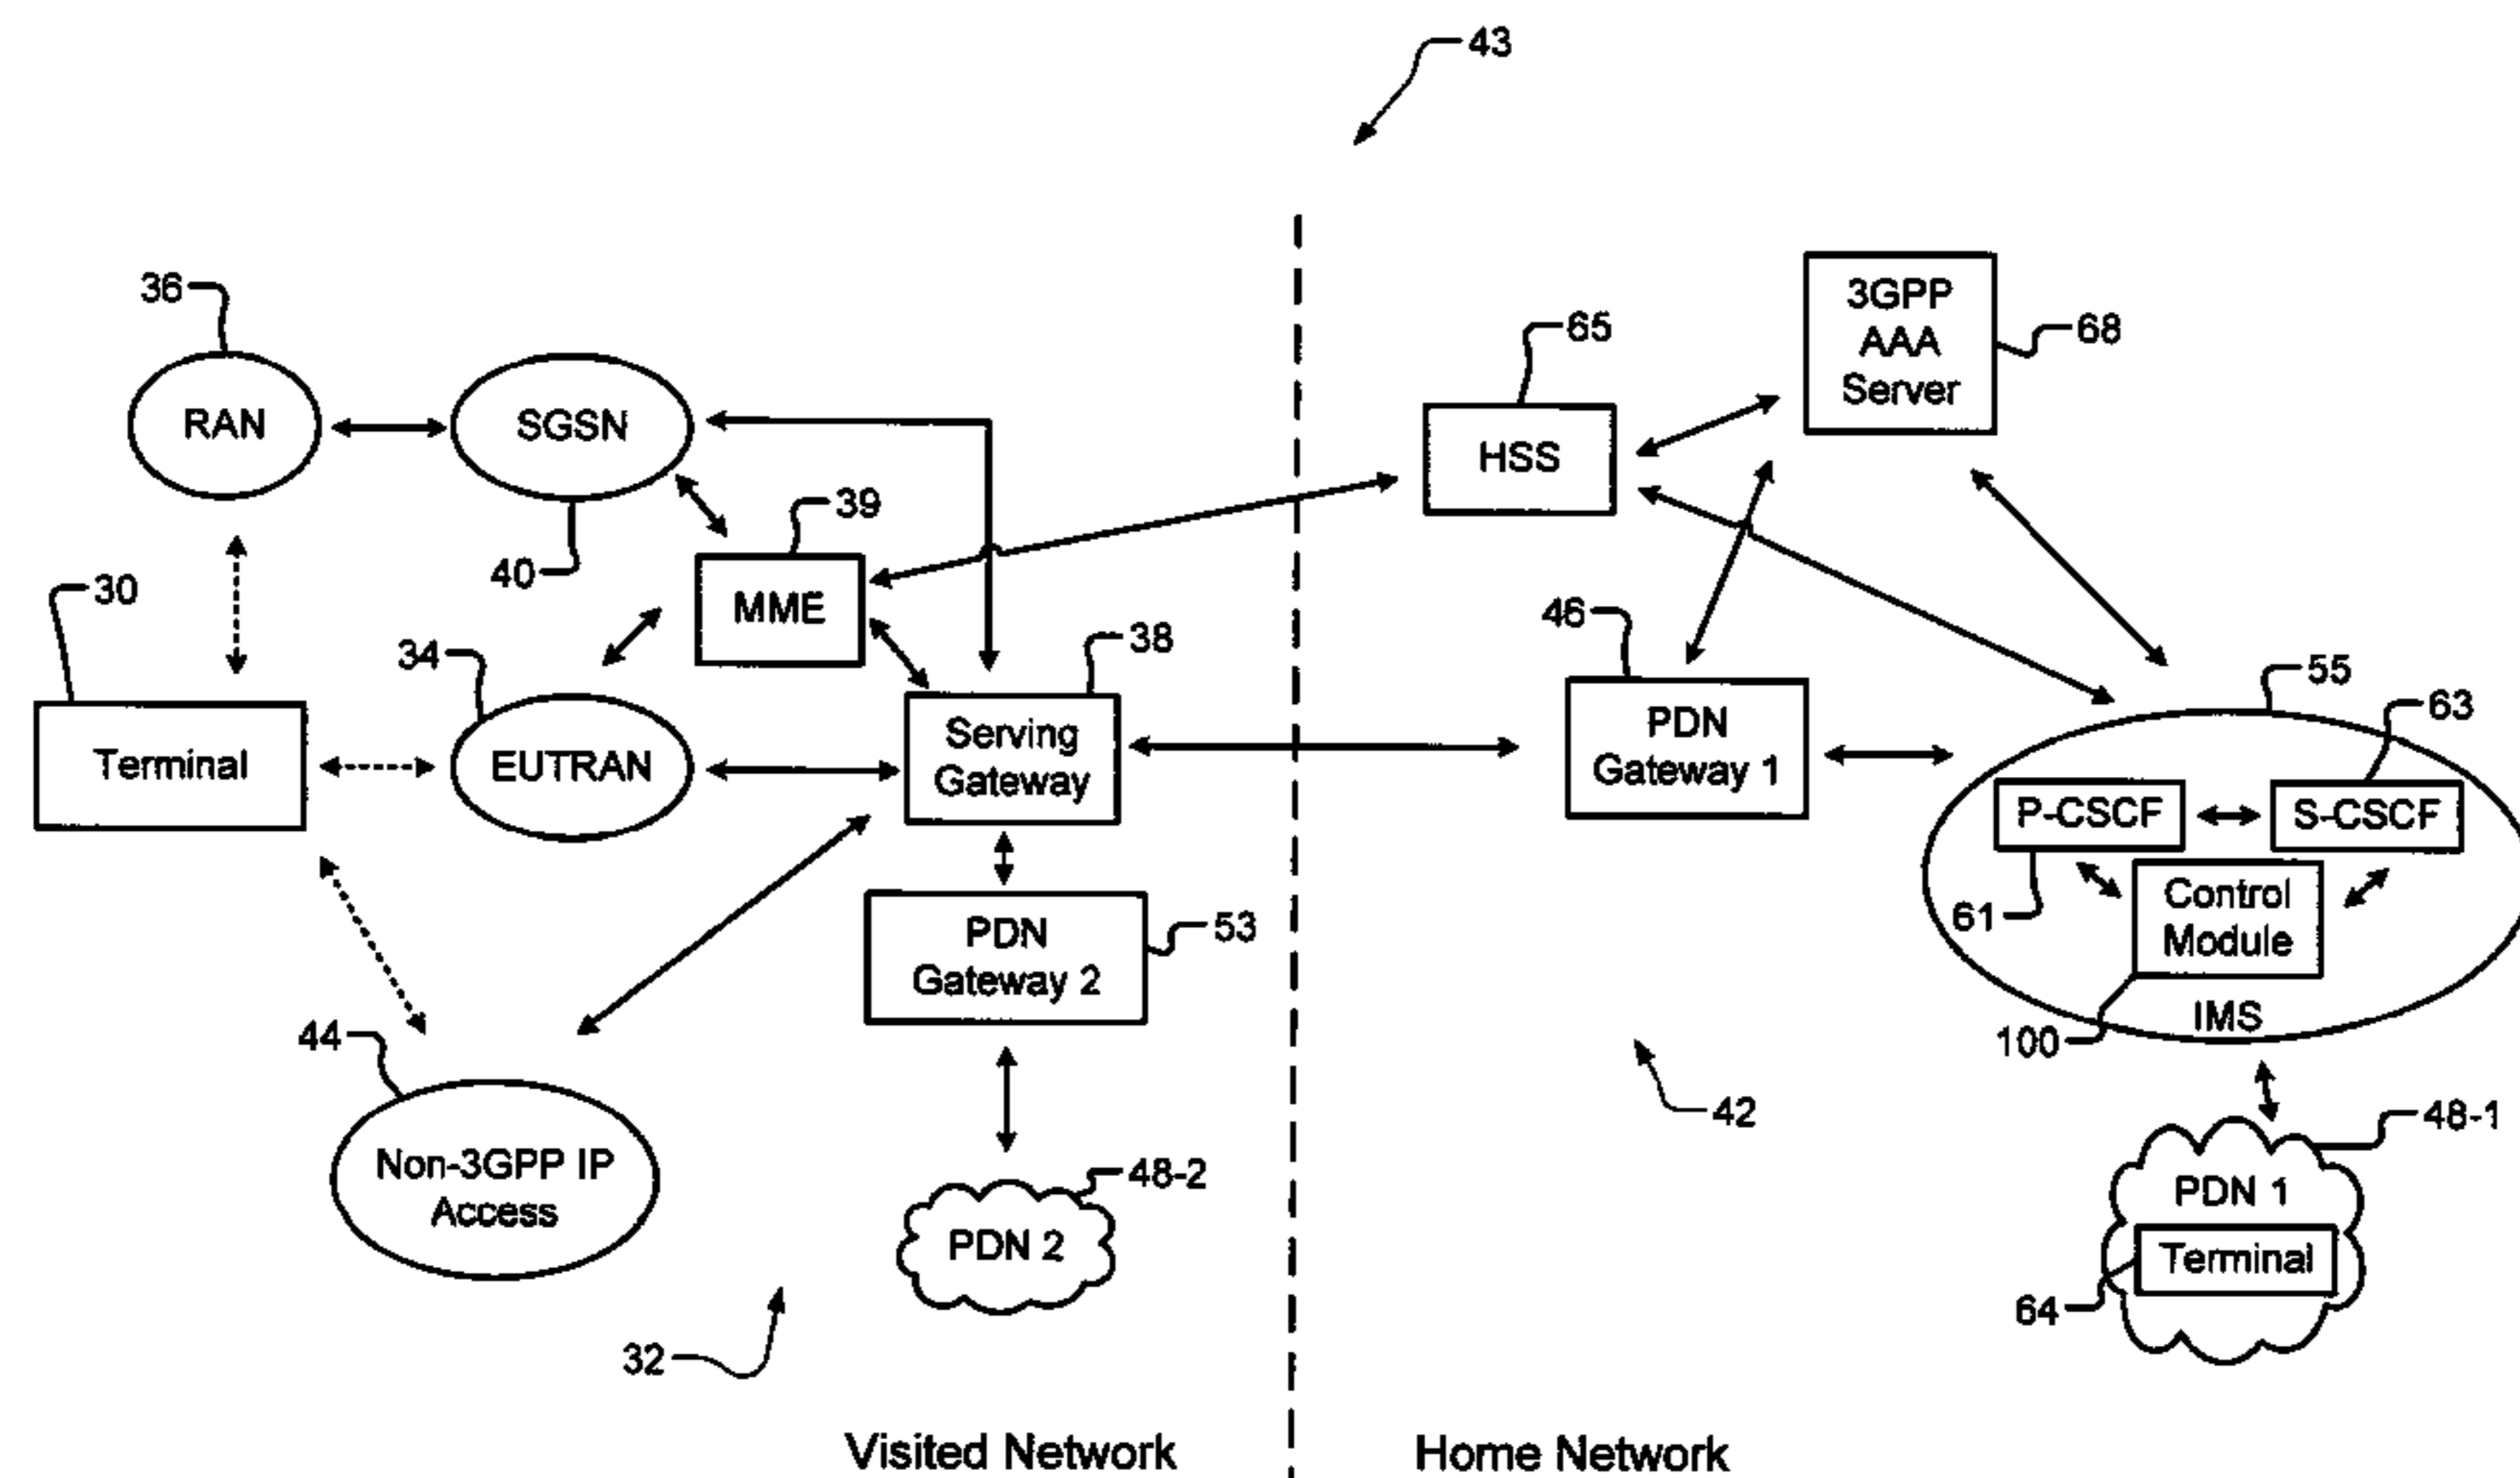 43
36
RAN
SGSN
40
39
MME
65
HSS
3GPP
AAA
Server
68
30
Terminal
34
EUTRAN
38
Serving
Gateway
46
PDN
Gateway 1
55
63
P-CSCF
S-CSCF
61
Control
Module
100
IMS
PDN
Gateway 2
53
44
Non-3GPP IP
Access
48-2
PDN 2
32
42
48-1
PDN 1
Terminal
64
Visited Network
Home Network